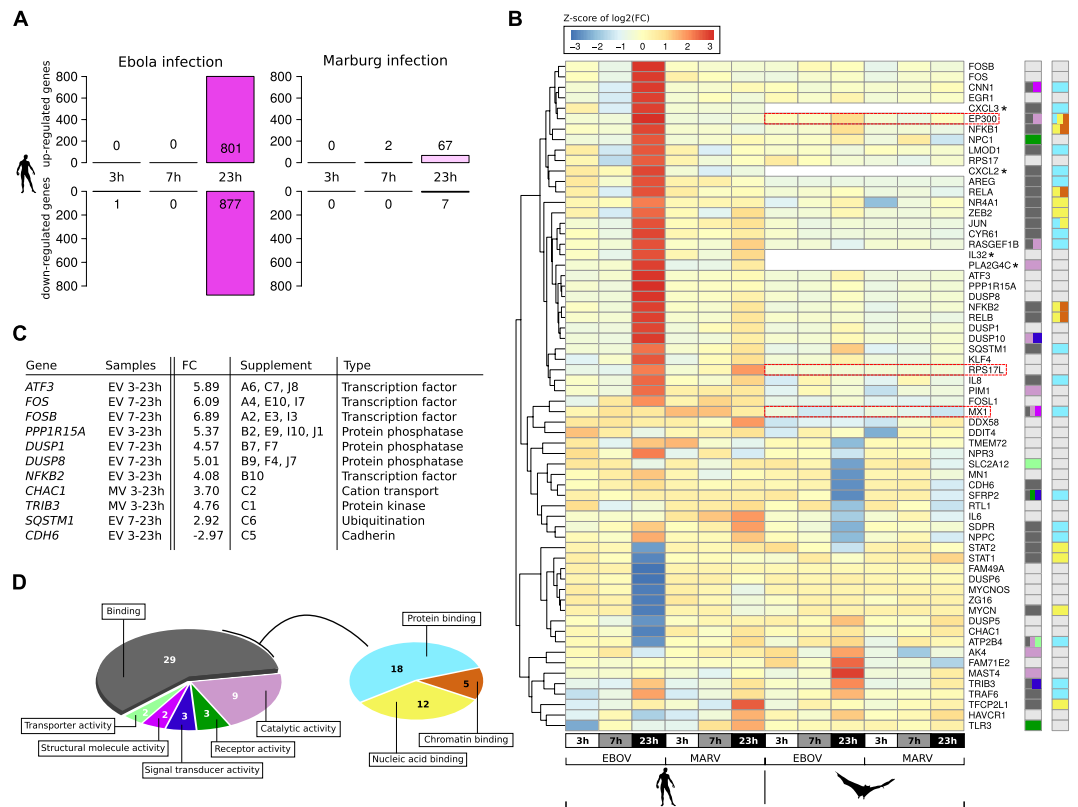 A
Ebola infection
Marburg infection
up-regulated genes
800
600
400
200
0
0
0
801
800
600
400
200
0
0
2
67
3h
7h
23h
3h
7h
23h
down-regulated genes
0
200
400
600
800
1
0
877
0
200
400
600
800
0
0
7
C
Gene Samples FC Supplement Type
ATF3 EV 3-23h 5.89 A6, C7, J8 Transcription factor
FOS EV 7-23h 6.09 A4, E10, I7 Transcription factor
FOSB EV 7-23h 6.89 A2, E3, I3 Transcription factor
PPP1R15A EV 3-23h 5.37 B2, E9, I10, J1 Protein phosphatase
DUSP1 EV 7-23h 4.57 B7, F7 Protein phosphatase
DUSP8 EV 7-23h 5.01 B9, F4, J7 Protein phosphatase
NFKB2 EV 3-23h 4.08 B10 Transcription factor
CHAC1 MV 3-23h 3.70 C2 Cation transport
TRIB3 MV 3-23h 4.76 C1 Protein kinase
SQSTM1 EV 7-23h 2.92 C6 Ubiquitination
CDH6 EV 3-23h -2.97 C5 Cadherin
D
Binding
29
9
3
3
2
2
Transporter activity
Structural molecule activity
Signal transducer activity
Receptor activity
Catalytic activity
Protein binding
18
5
12
Chromatin binding
Nucleic acid binding
B
Z-score of log2(FC)
−3 −2 −1 0 1 2 3
FOSB
FOS
CNN1
EGR1
CXCL3 *
EP300
NFKB1
NPC1
LMOD1
RPS17
CXCL2 *
AREG
RELA
NR4A1
ZEB2
JUN
CYR61
RASGEF1B
IL32 *
PLA2G4C *
ATF3
PPP1R15A
DUSP8
NFKB2
RELB
DUSP1
DUSP10
SQSTM1
KLF4
RPS17L
IL8
PIM1
FOSL1
MX1
DDX58
DDIT4
TMEM72
NPR3
SLC2A12
MN1
CDH6
SFRP2
RTL1
IL6
SDPR
NPPC
STAT2
STAT1
FAM49A
DUSP6
MYCNOS
ZG16
MYCN
DUSP5
CHAC1
ATP2B4
AK4
FAM71E2
MAST4
TRIB3
TRAF6
TFCP2L1
HAVCR1
TLR3
3h 7h 23h 3h 7h 23h 3h 7h 23h 3h 7h 23h
EBOV MARV EBOV MARV